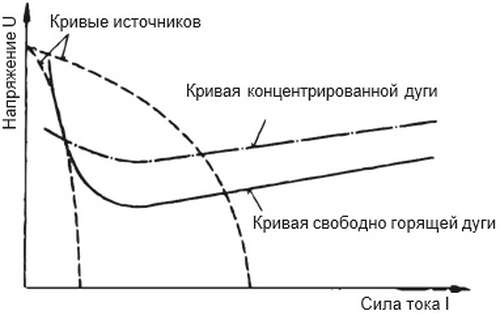 Кривые источников
Напряжение U
Кривая концентрированной дуги
Кривая свободно горящей дуги
Сила тока I